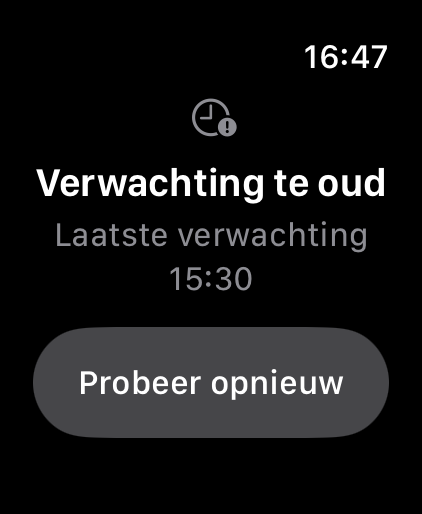 16:47
Verwachting te oud
Laatste verwachting
15:30
Probeer opnieuw